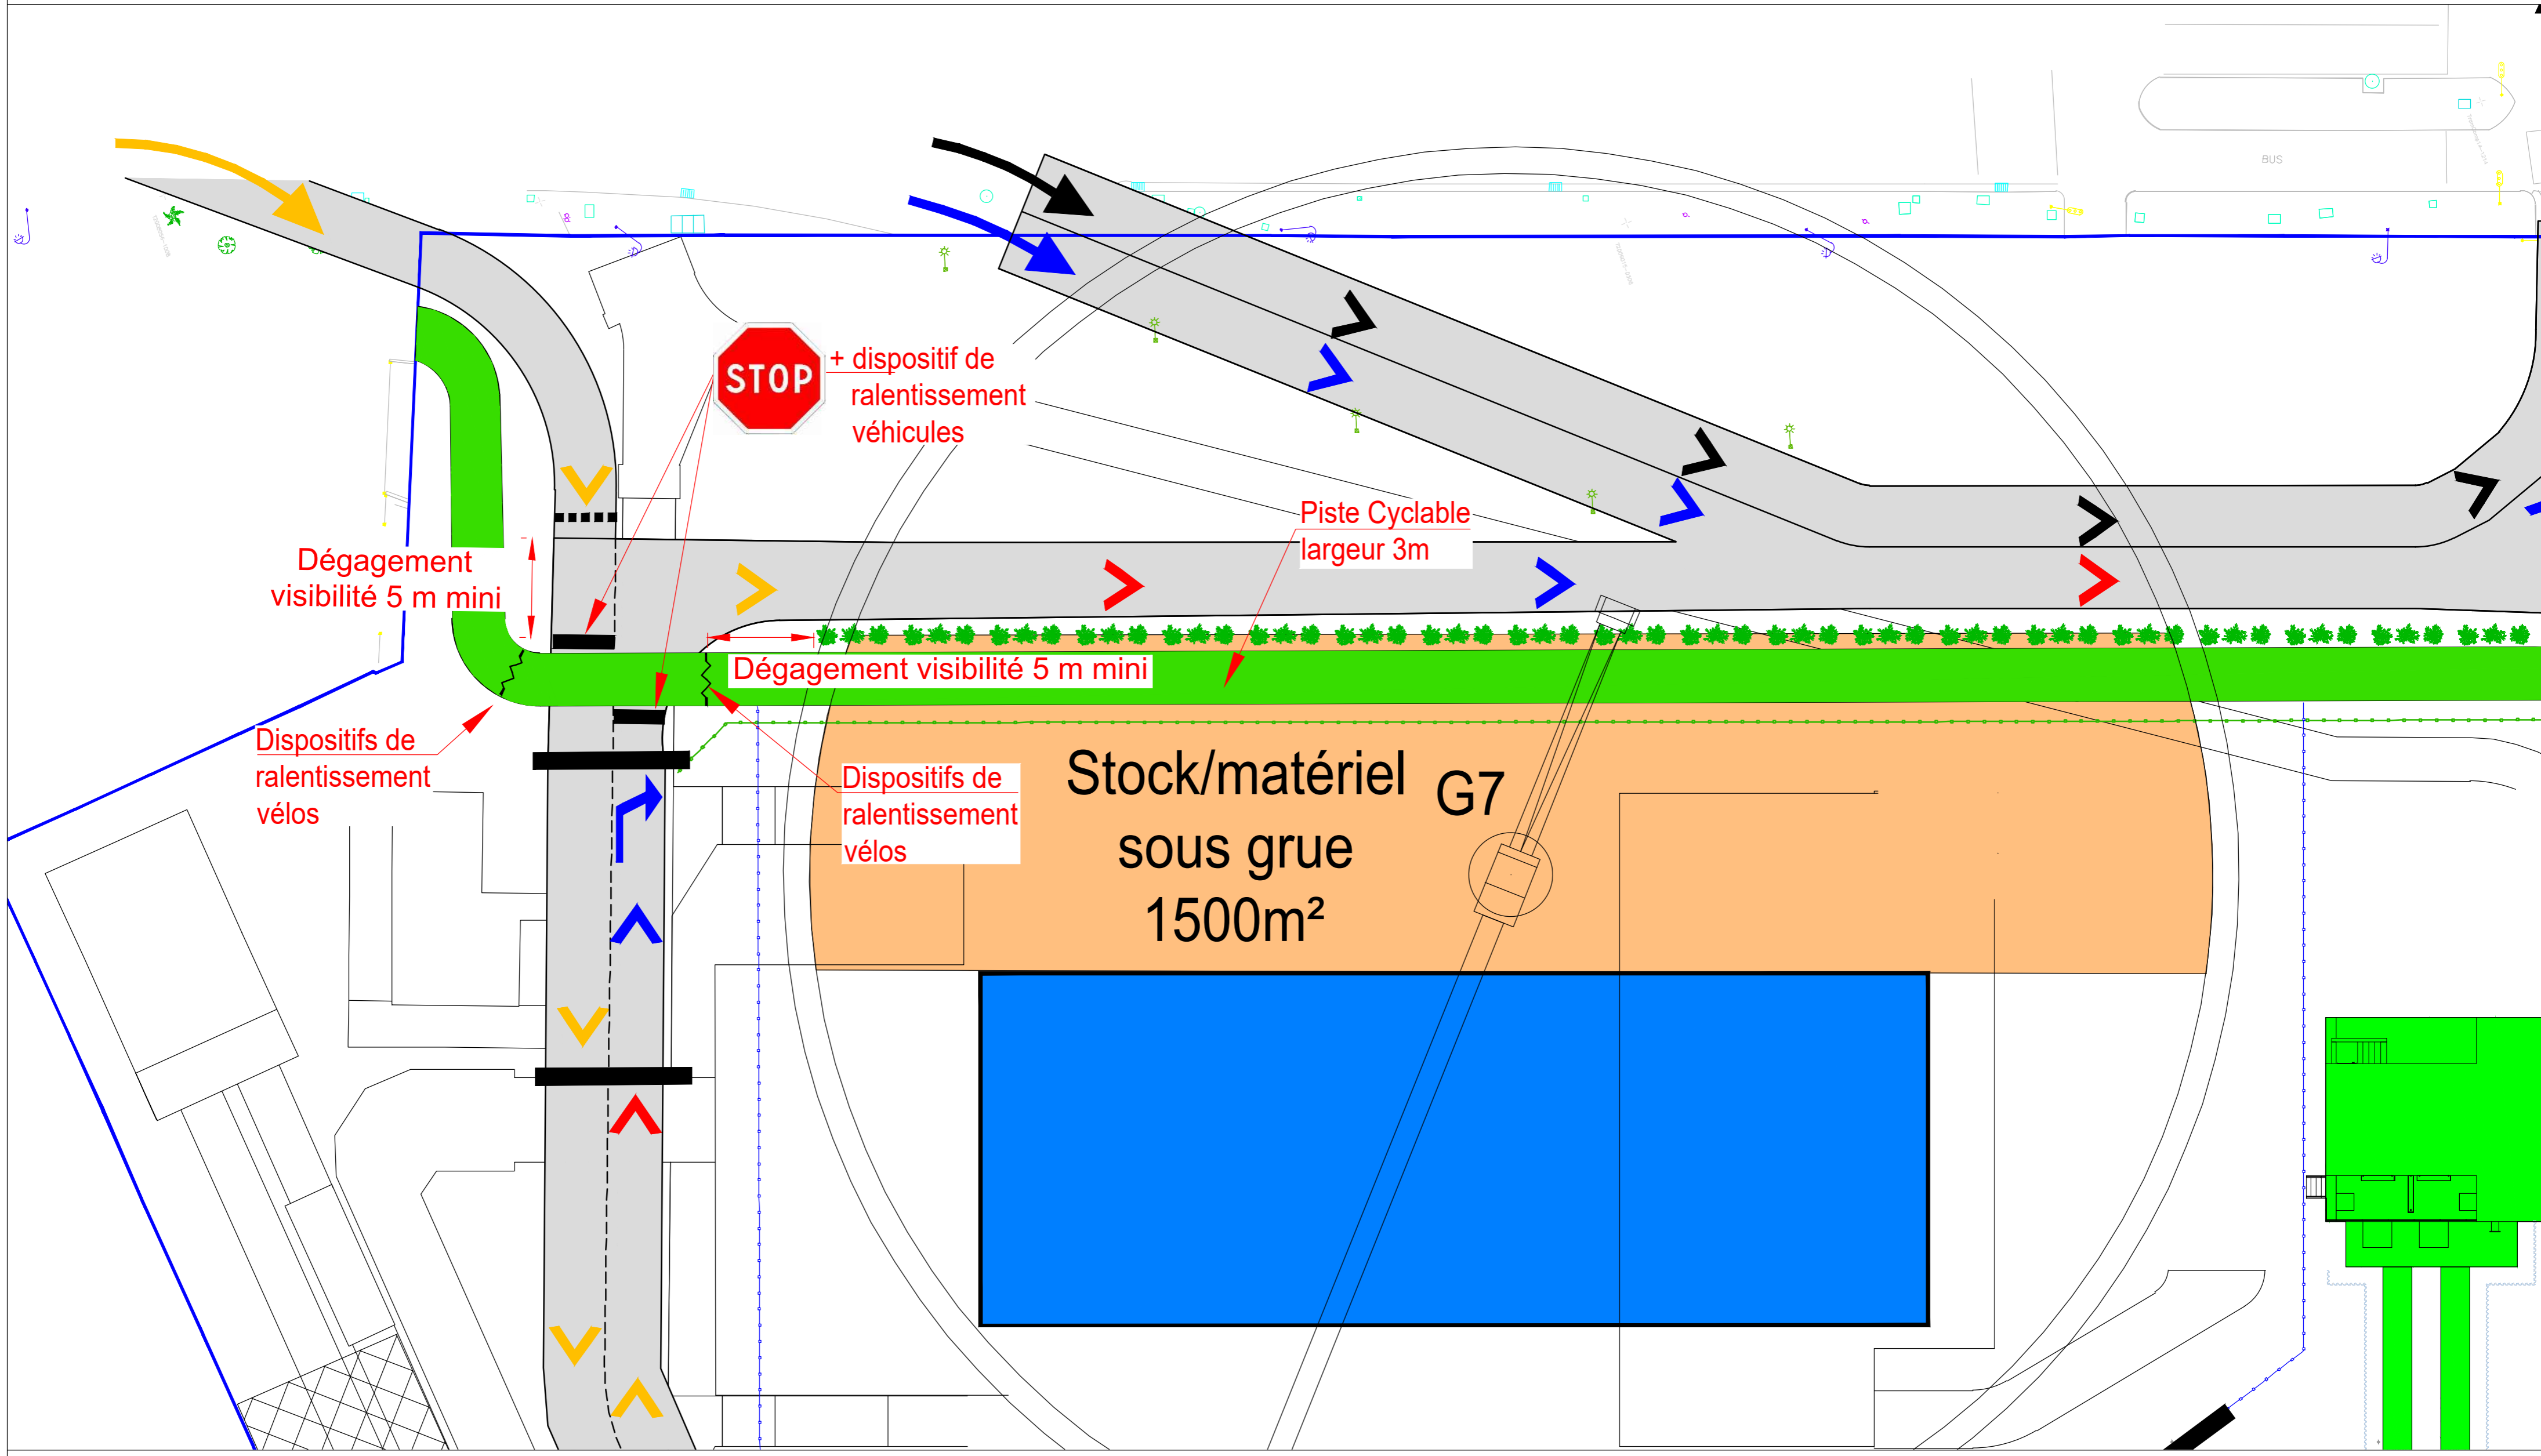 BUS
STOP
+ dispositif de
ralentissement
véhicules
Piste Cyclable
largeur 3m
Dégagement
visibilité 5 m mini
Dégagement visibilité 5 m mini
Dispositifs de
ralentissement
vélos
Dispositifs de
ralentissement
vélos
Stock/matériel
sous grue
1500m²
G7